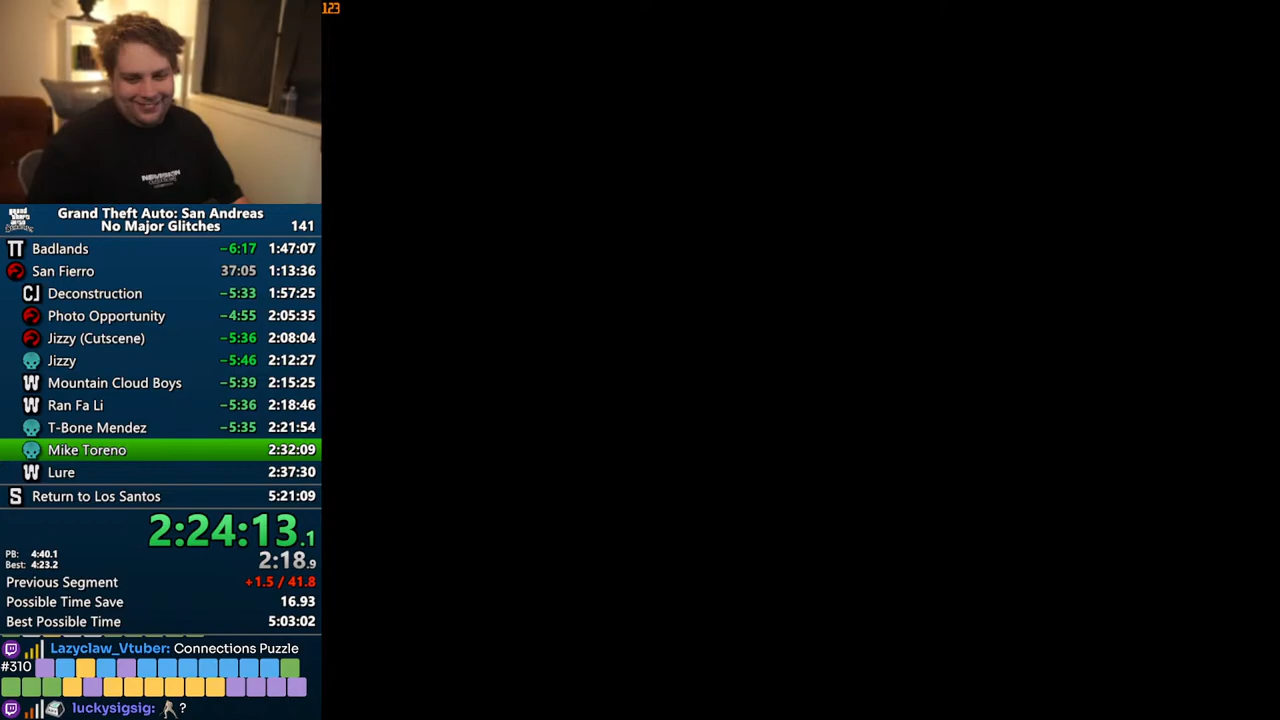 123
Grand Theft Auto: San Andreas
No Major Glitches 141
Badlands −6:17 1:47:07
San Fierro 37:05 1:13:36
CJ Deconstruction −5:33 1:57:25
Photo Opportunity −4:55 2:05:35
Jizzy (Cutscene) −5:36 2:08:04
Jizzy −5:46 2:12:27
W Mountain Cloud Boys −5:39 2:15:25
W Ran Fa Li −5:36 2:18:46
T-Bone Mendez −5:35 2:21:54
Mike Toreno 2:32:09
W Lure 2:37:30
S Return to Los Santos 5:21:09
2:24:13.1
PB: 4:40.1
Best: 4:23.2
2:18.9
Previous Segment +1.5 / 41.8
Possible Time Save 16.93
Best Possible Time 5:03:02
Lazyclaw_Vtuber: Connections Puzzle
#310
luckysigsig: ?